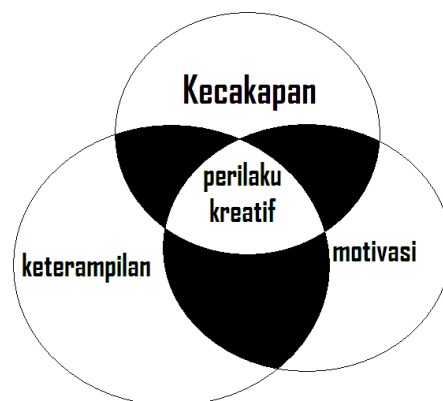 Kecakapan
perilaku
kreatif
keterampilan
motivasi